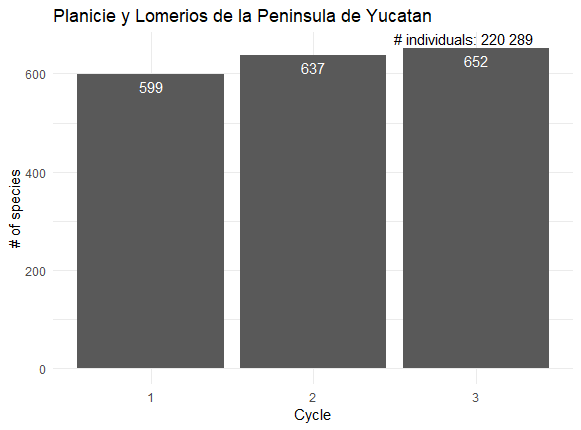 Planicie y Lomerios de la Peninsula de Yucatan
# individuals: 220 289
600
400
200
0
# of species
599
637
652
1
2
3
Cycle